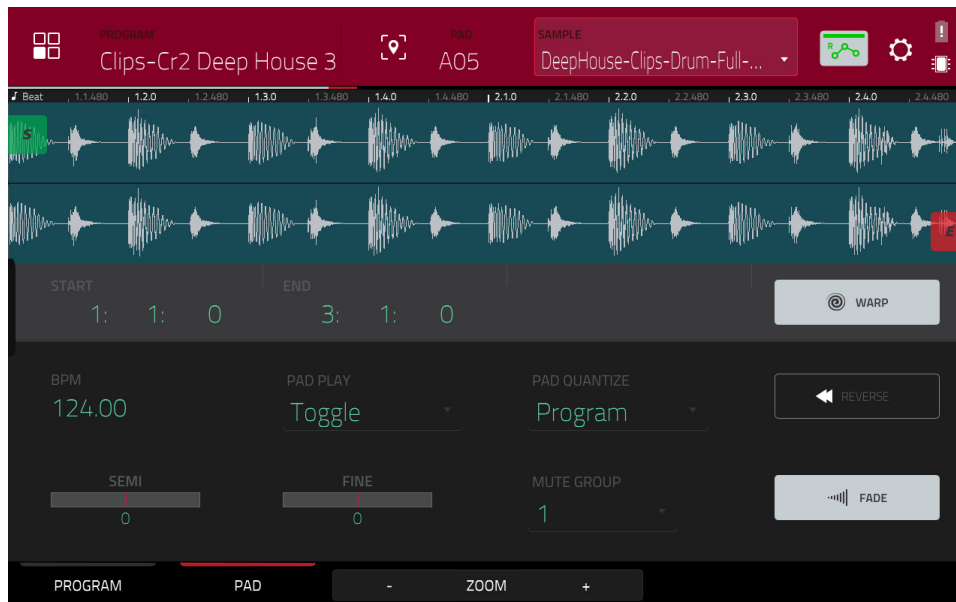 PROGRAM
Clips-Cr2 Deep House 3
PAD
A05
SAMPLE
DeepHouse-Clips-Drum-Full-...
R
!
Beat 1.1.480 1.2.0 1.2.480 1.3.0 1.3.480 1.4.0 1.4.480 2.1.0 2.1.480 2.2.0 2.2.480 2.3.0 2.3.480 2.4.0 2.4.480
S
E
START
1: 1: 0
END
3: 1: 0
WARP
BPM
124.00
PAD PLAY
Toggle
PAD QUANTIZE
Program
REVERSE
SEMI
0
FINE
0
MUTE GROUP
1
FADE
PROGRAM PAD - ZOOM +